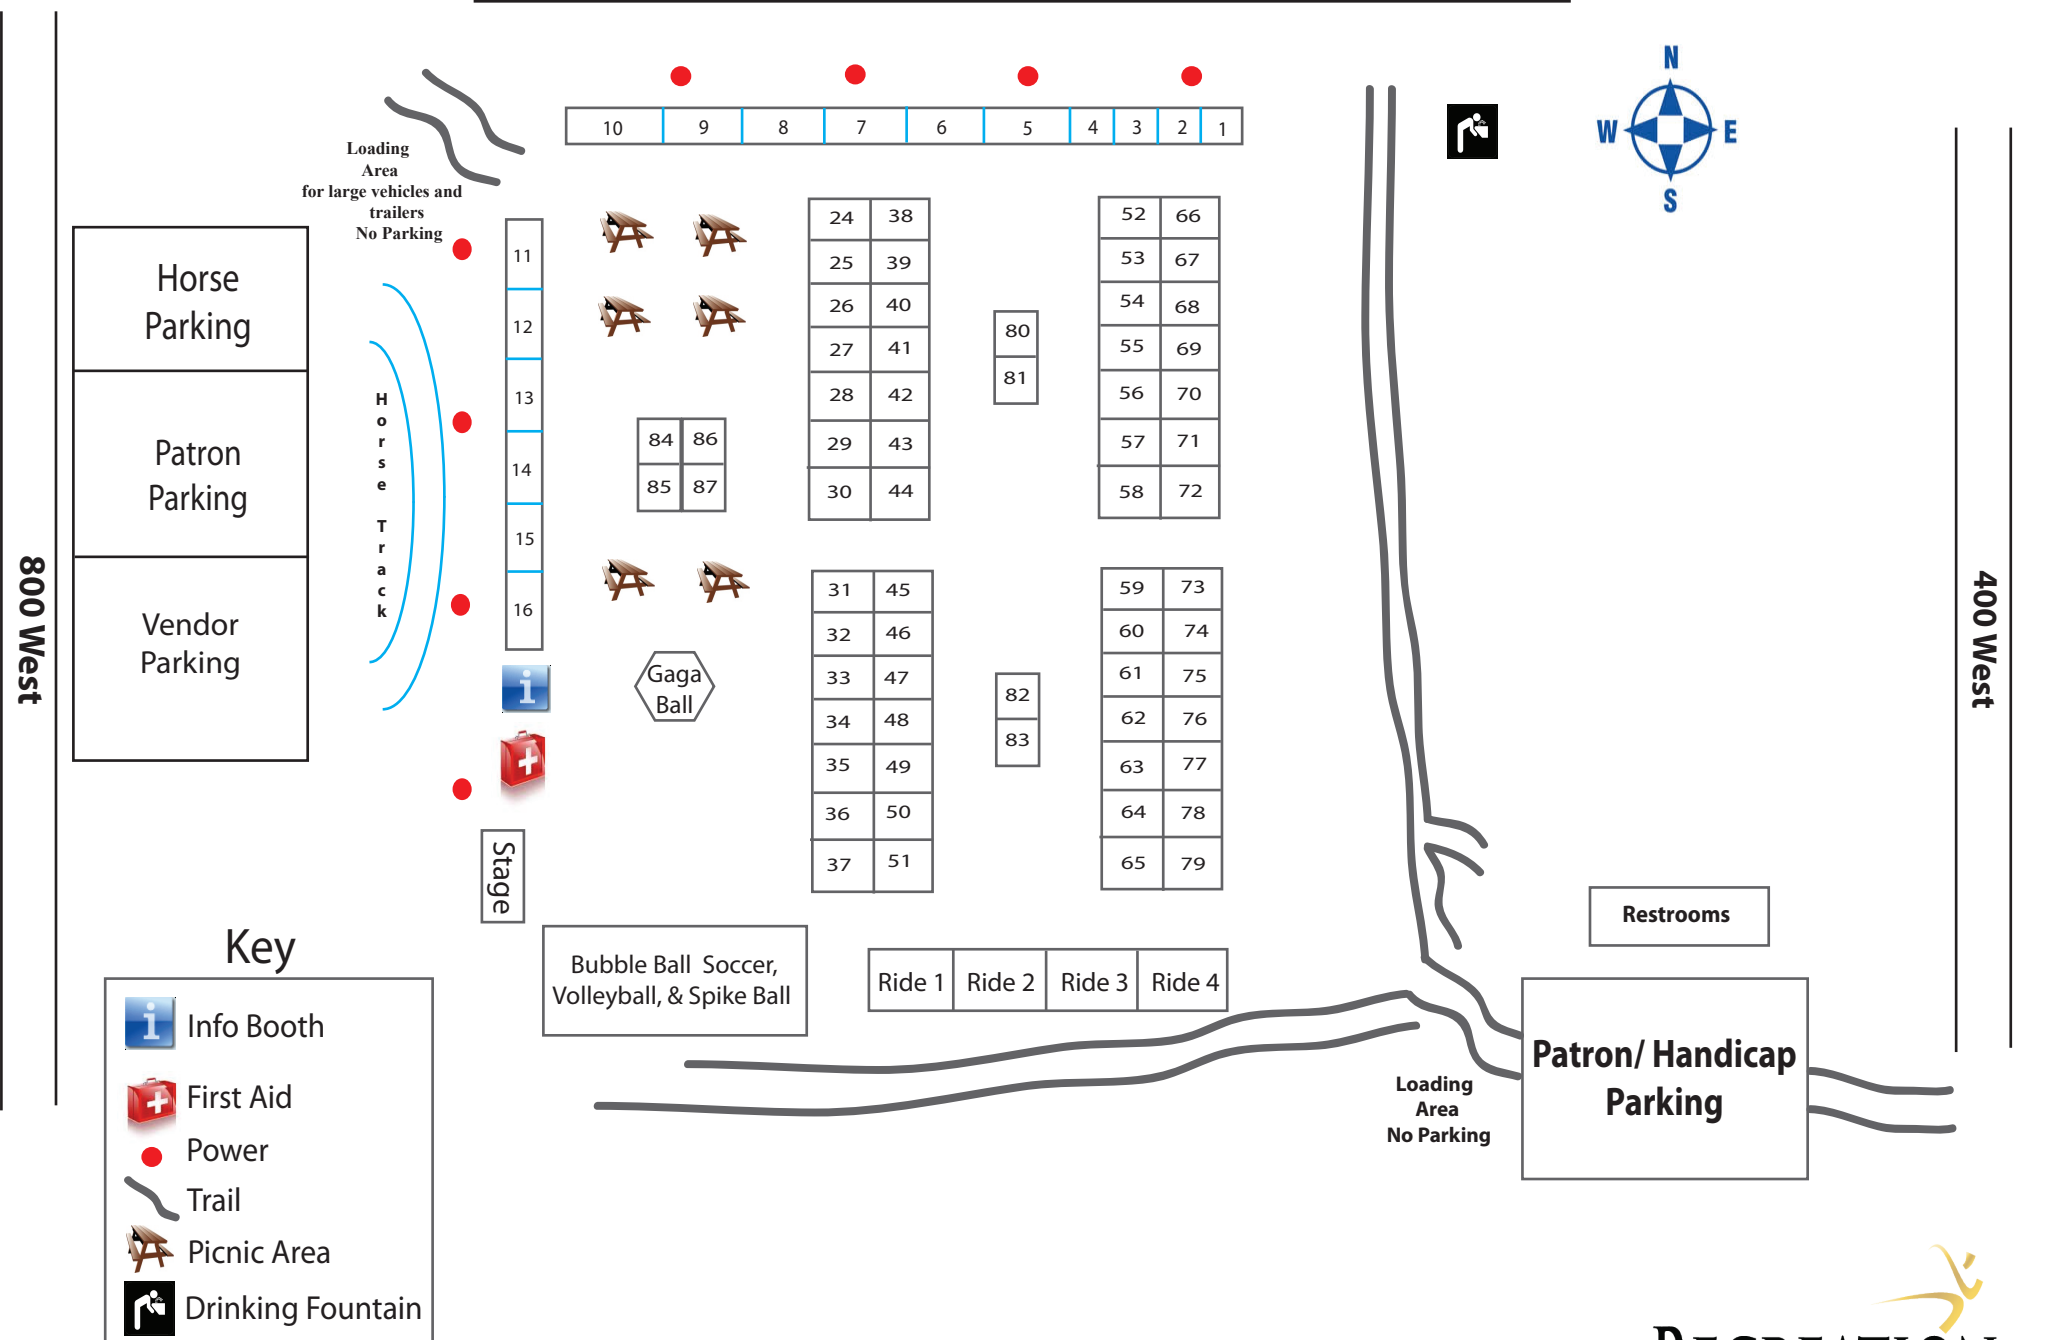 N
W E
S
10 9 8 7 6 5 4 3 2 1
Loading
Area
for large vehicles and
trailers
No Parking
Horse
Parking
Patron
Parking
Vendor
Parking
800 West
Horse Track
11
12
13
14
15
16
84 86
85 87
Gaga
Ball
Stage
24 38
25 39
26 40
27 41
28 42
29 43
30 44
31 45
32 46
33 47
34 48
35 49
36 50
37 51
80
81
82
83
52 66
53 67
54 68
55 69
56 70
57 71
58 72
59 73
60 74
61 75
62 76
63 77
64 78
65 79
400 West
Restrooms
Bubble Ball Soccer,
Volleyball, & Spike Ball
Ride 1 Ride 2 Ride 3 Ride 4
Patron/ Handicap
Parking
Loading
Area
No Parking
Key
i Info Booth
First Aid
Power
Trail
Picnic Area
Drinking Fountain
RECREATION